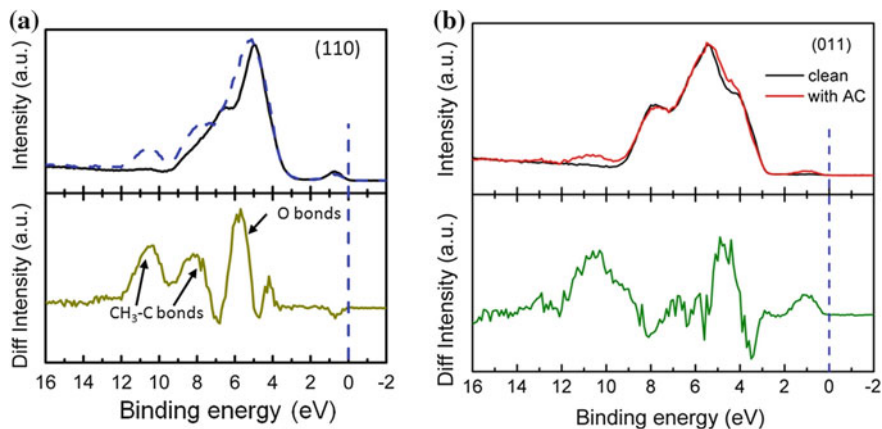 (a)
(110)
Intensity (a.u.)
O bonds
CH₃-C bonds
Diff Intensity (a.u.)
16 14 12 10 8 6 4 2 0 -2
Binding energy (eV)
(b)
(011)
clean
with AC
Intensity (a.u.)
Diff Intensity (a.u.)
16 14 12 10 8 6 4 2 0 -2
Binding energy (eV)